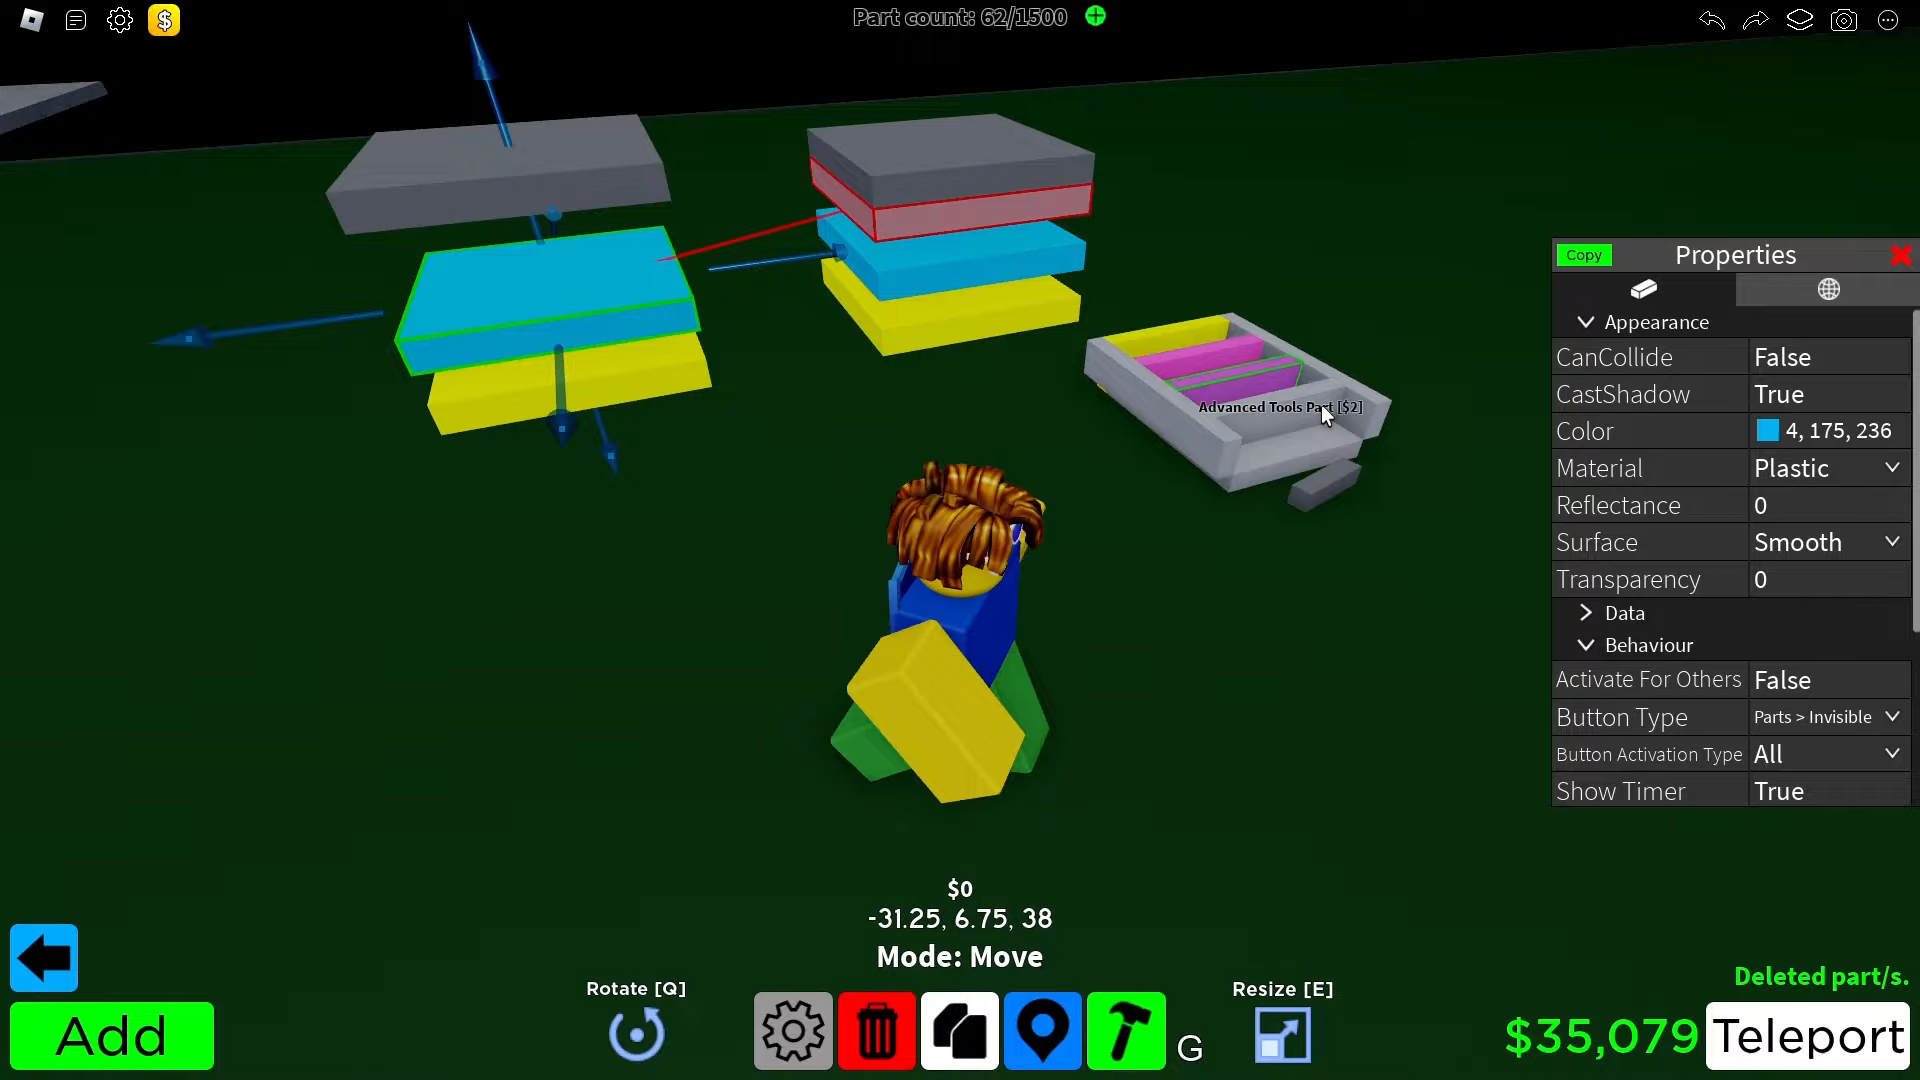 Part count: 62/1500
Copy
Properties
Appearance
CanCollide False
CastShadow True
Color 4, 175, 236
Material Plastic
Reflectance 0
Surface Smooth
Transparency 0
Data
Behaviour
Activate For Others False
Button Type Parts > Invisible
Button Activation Type All
Show Timer True
Advanced Tools Part [$2]
$0
-31.25, 6.75, 38
Mode: Move
Rotate [Q]
Resize [E]
G
Add
Deleted part/s.
$35,079
Teleport